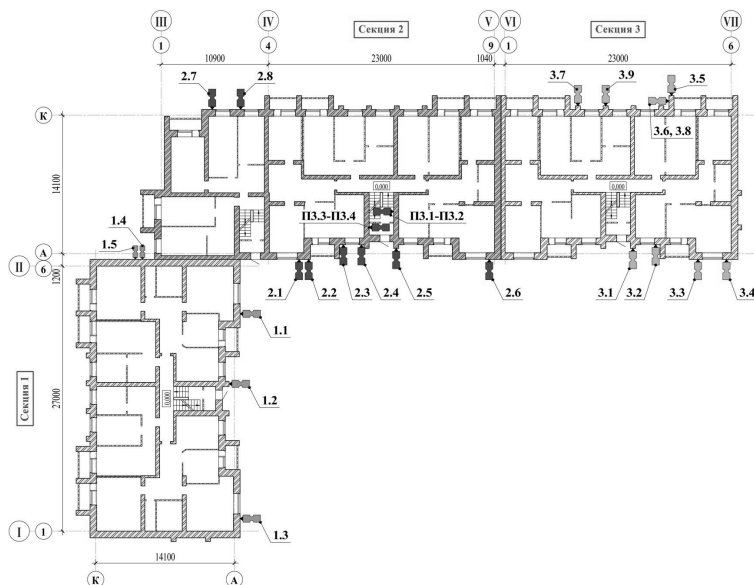 III
IV
Секция 2
V
VI
Секция 3
VII
1
4
9
1
6
10900
23000
1040
23000
2.7
2.8
3.7
3.9
3.5
К
3.6, 3.8
14100
0,000
0,000
1.4
П3.3-П3.4
П3.1-П3.2
1.5
А
II
6
1200
2.1
2.2
2.3
2.4
2.5
2.6
3.1
3.2
3.3
3.4
1.1
Секция 1
27000
0,000
1.2
1.3
I
1
14100
К
А